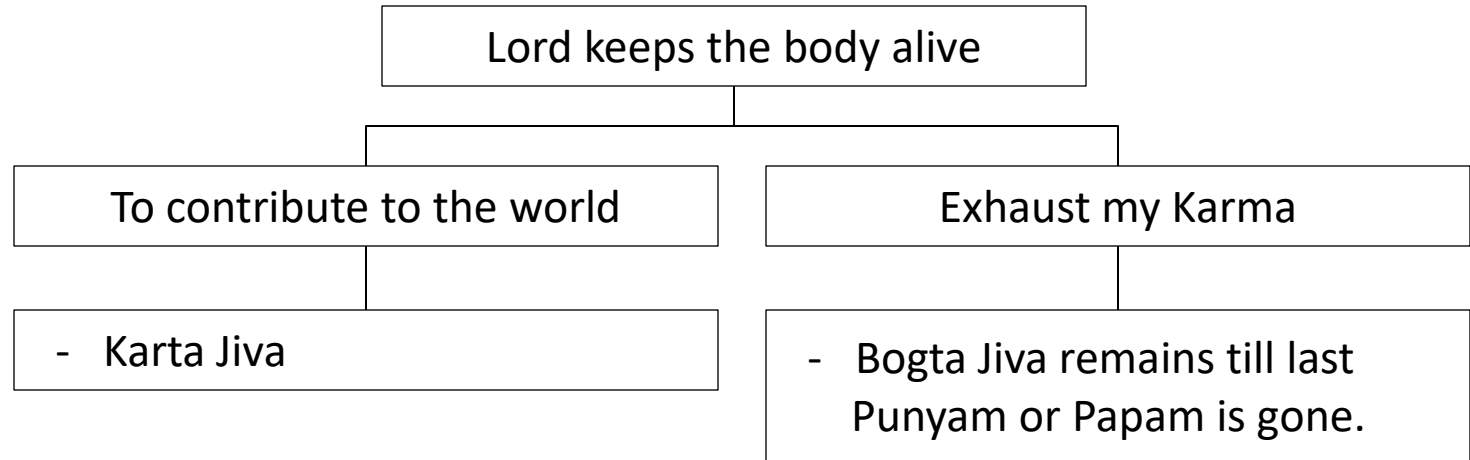 Lord keeps the body alive
To contribute to the world
Exhaust my Karma
- Karta Jiva
- Bogta Jiva remains till last
Punyam or Papam is gone.